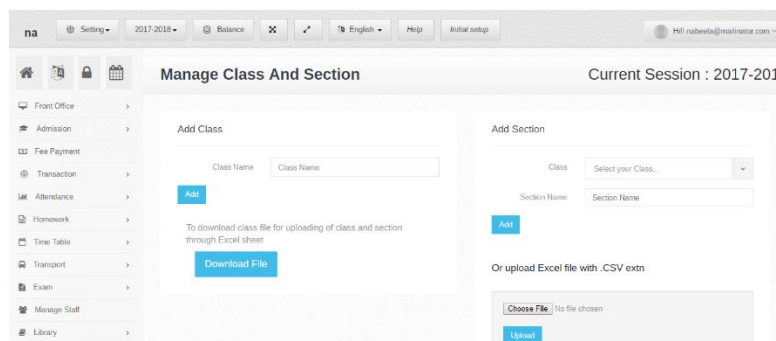 na
Setting
2017-2018
Balance
English
Help
Initial setup
Hill nabeela@mailinator.com
Manage Class And Section
Current Session : 2017-201
Front Office
Admission
Fee Payment
Transaction
Attendance
Homework
Time Table
Transport
Exam
Manage Staff
Library
Add Class
Class Name
Class Name
Add
To download class file for uploading of class and section
through Excel sheet
Download File
Add Section
Class
Select your Class...
Section Name
Section Name
Add
Or upload Excel file with .CSV extn
Choose File No file chosen
Upload